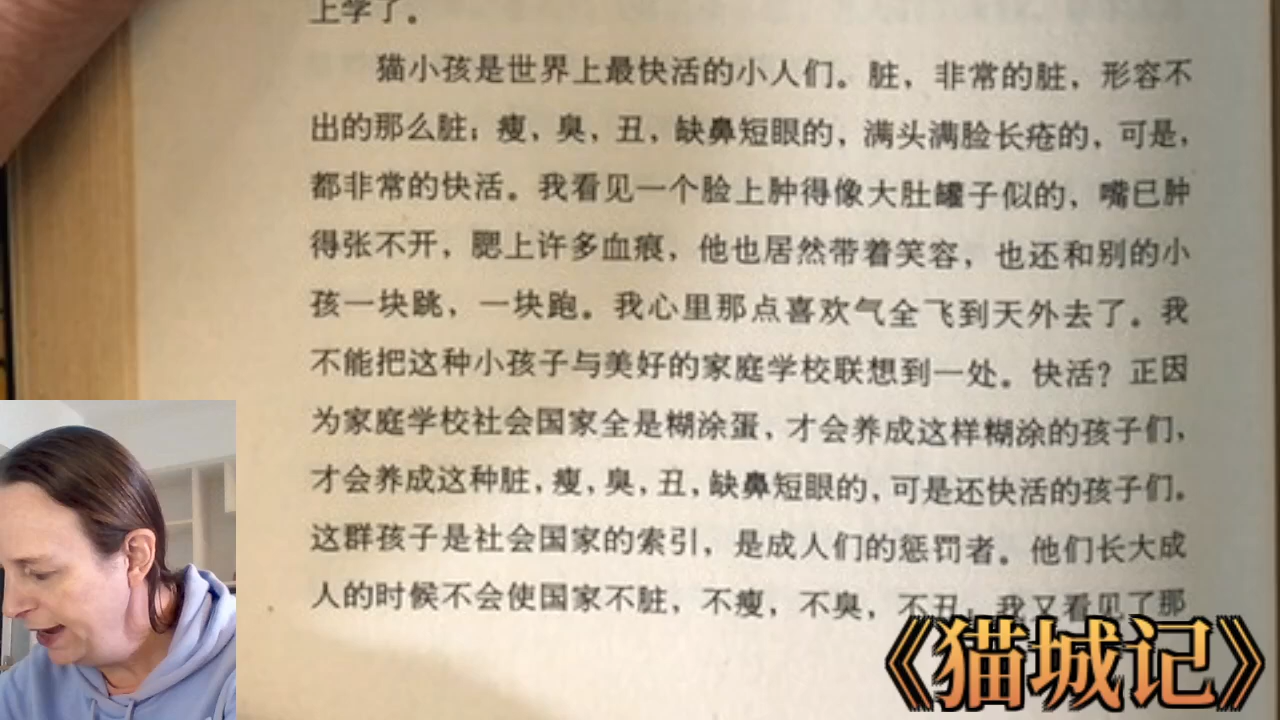 上学了。
猫小孩是世界上最快活的小人们。脏，非常的脏，形容不
出的那么脏；瘦，臭，丑，缺鼻短眼的，满头满脸长疮的，可是，
都非常的快活。我看见一个脸上肿得像大肚罐子似的，嘴已肿
得张不开，腮上许多血痕，他也居然带着笑容，也还和别的小
孩一块跳，一块跑。我心里那点喜欢气全飞到天外去了。我
不能把这种小孩子与美好的家庭学校联想到一处。快活？正因
为家庭学校社会国家全是糊涂蛋，才会养成这样糊涂的孩子们，
才会养成这种脏，瘦，臭，丑，缺鼻短眼的，可是还快活的孩子们。
这群孩子是社会国家的索引，是成人们的惩罚者。他们长大成
人的时候不会使国家不脏，不瘦，不臭，不丑；我又看见了那
《猫城记》